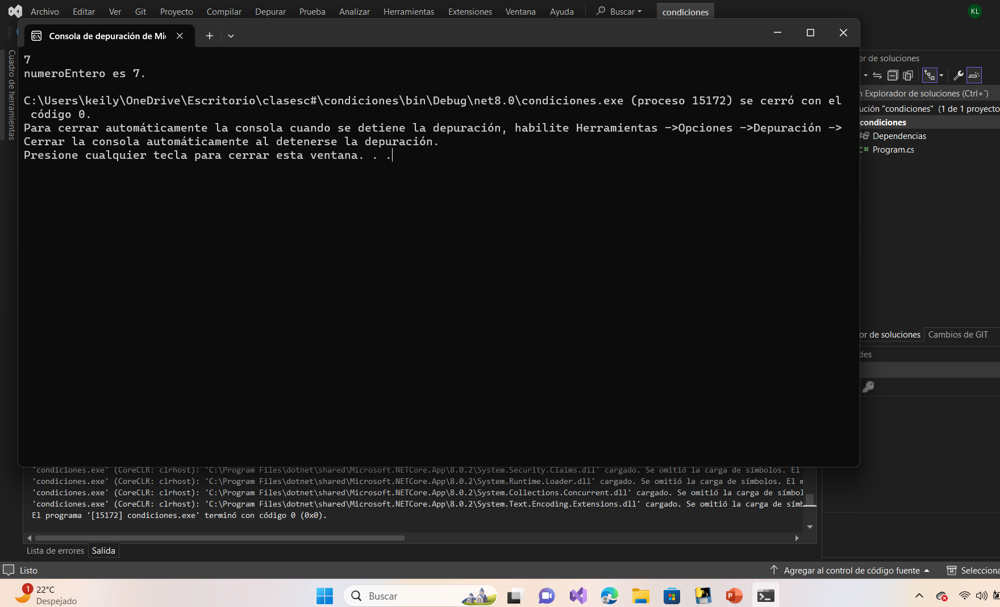 Archivo Editar Ver Git Proyecto Compilar Depurar Prueba Analizar Herramientas Extensiones Ventana Ayuda Buscar condiciones KL
Consola de depuración de Mi
Cuadro de herramientas
7
numeroEntero es 7.
C:\Users\keily\OneDrive\Escritorio\clasesc#\condiciones\bin\Debug\net8.0\condiciones.exe (proceso 15172) se cerró con el
código 0.
Para cerrar automáticamente la consola cuando se detiene la depuración, habilite Herramientas ->Opciones ->Depuración ->
Cerrar la consola automáticamente al detenerse la depuración.
Presione cualquier tecla para cerrar esta ventana. . .
or de soluciones
n Explorador de soluciones (Ctrl+´)
ución "condiciones" (1 de 1 proyecto
condiciones
Dependencias
C# Program.cs
or de soluciones Cambios de GIT
des
'condiciones.exe' (CoreCLR: clrhost): 'C:\Program Files\dotnet\shared\Microsoft.NETCore.App\8.0.2\System.Security.Claims.dll' cargado. Se omitió la carga de símbolos. El
'condiciones.exe' (CoreCLR: clrhost): 'C:\Program Files\dotnet\shared\Microsoft.NETCore.App\8.0.2\System.Runtime.Loader.dll' cargado. Se omitió la carga de símbolos. El m
'condiciones.exe' (CoreCLR: clrhost): 'C:\Program Files\dotnet\shared\Microsoft.NETCore.App\8.0.2\System.Collections.Concurrent.dll' cargado. Se omitió la carga de símbol
'condiciones.exe' (CoreCLR: clrhost): 'C:\Program Files\dotnet\shared\Microsoft.NETCore.App\8.0.2\System.Text.Encoding.Extensions.dll' cargado. Se omitió la carga de símb
El programa '[15172] condiciones.exe' terminó con código 0 (0x0).
Lista de errores Salida
Listo
Agregar al control de código fuente Selecciona
1 22°C
Despejado
Buscar